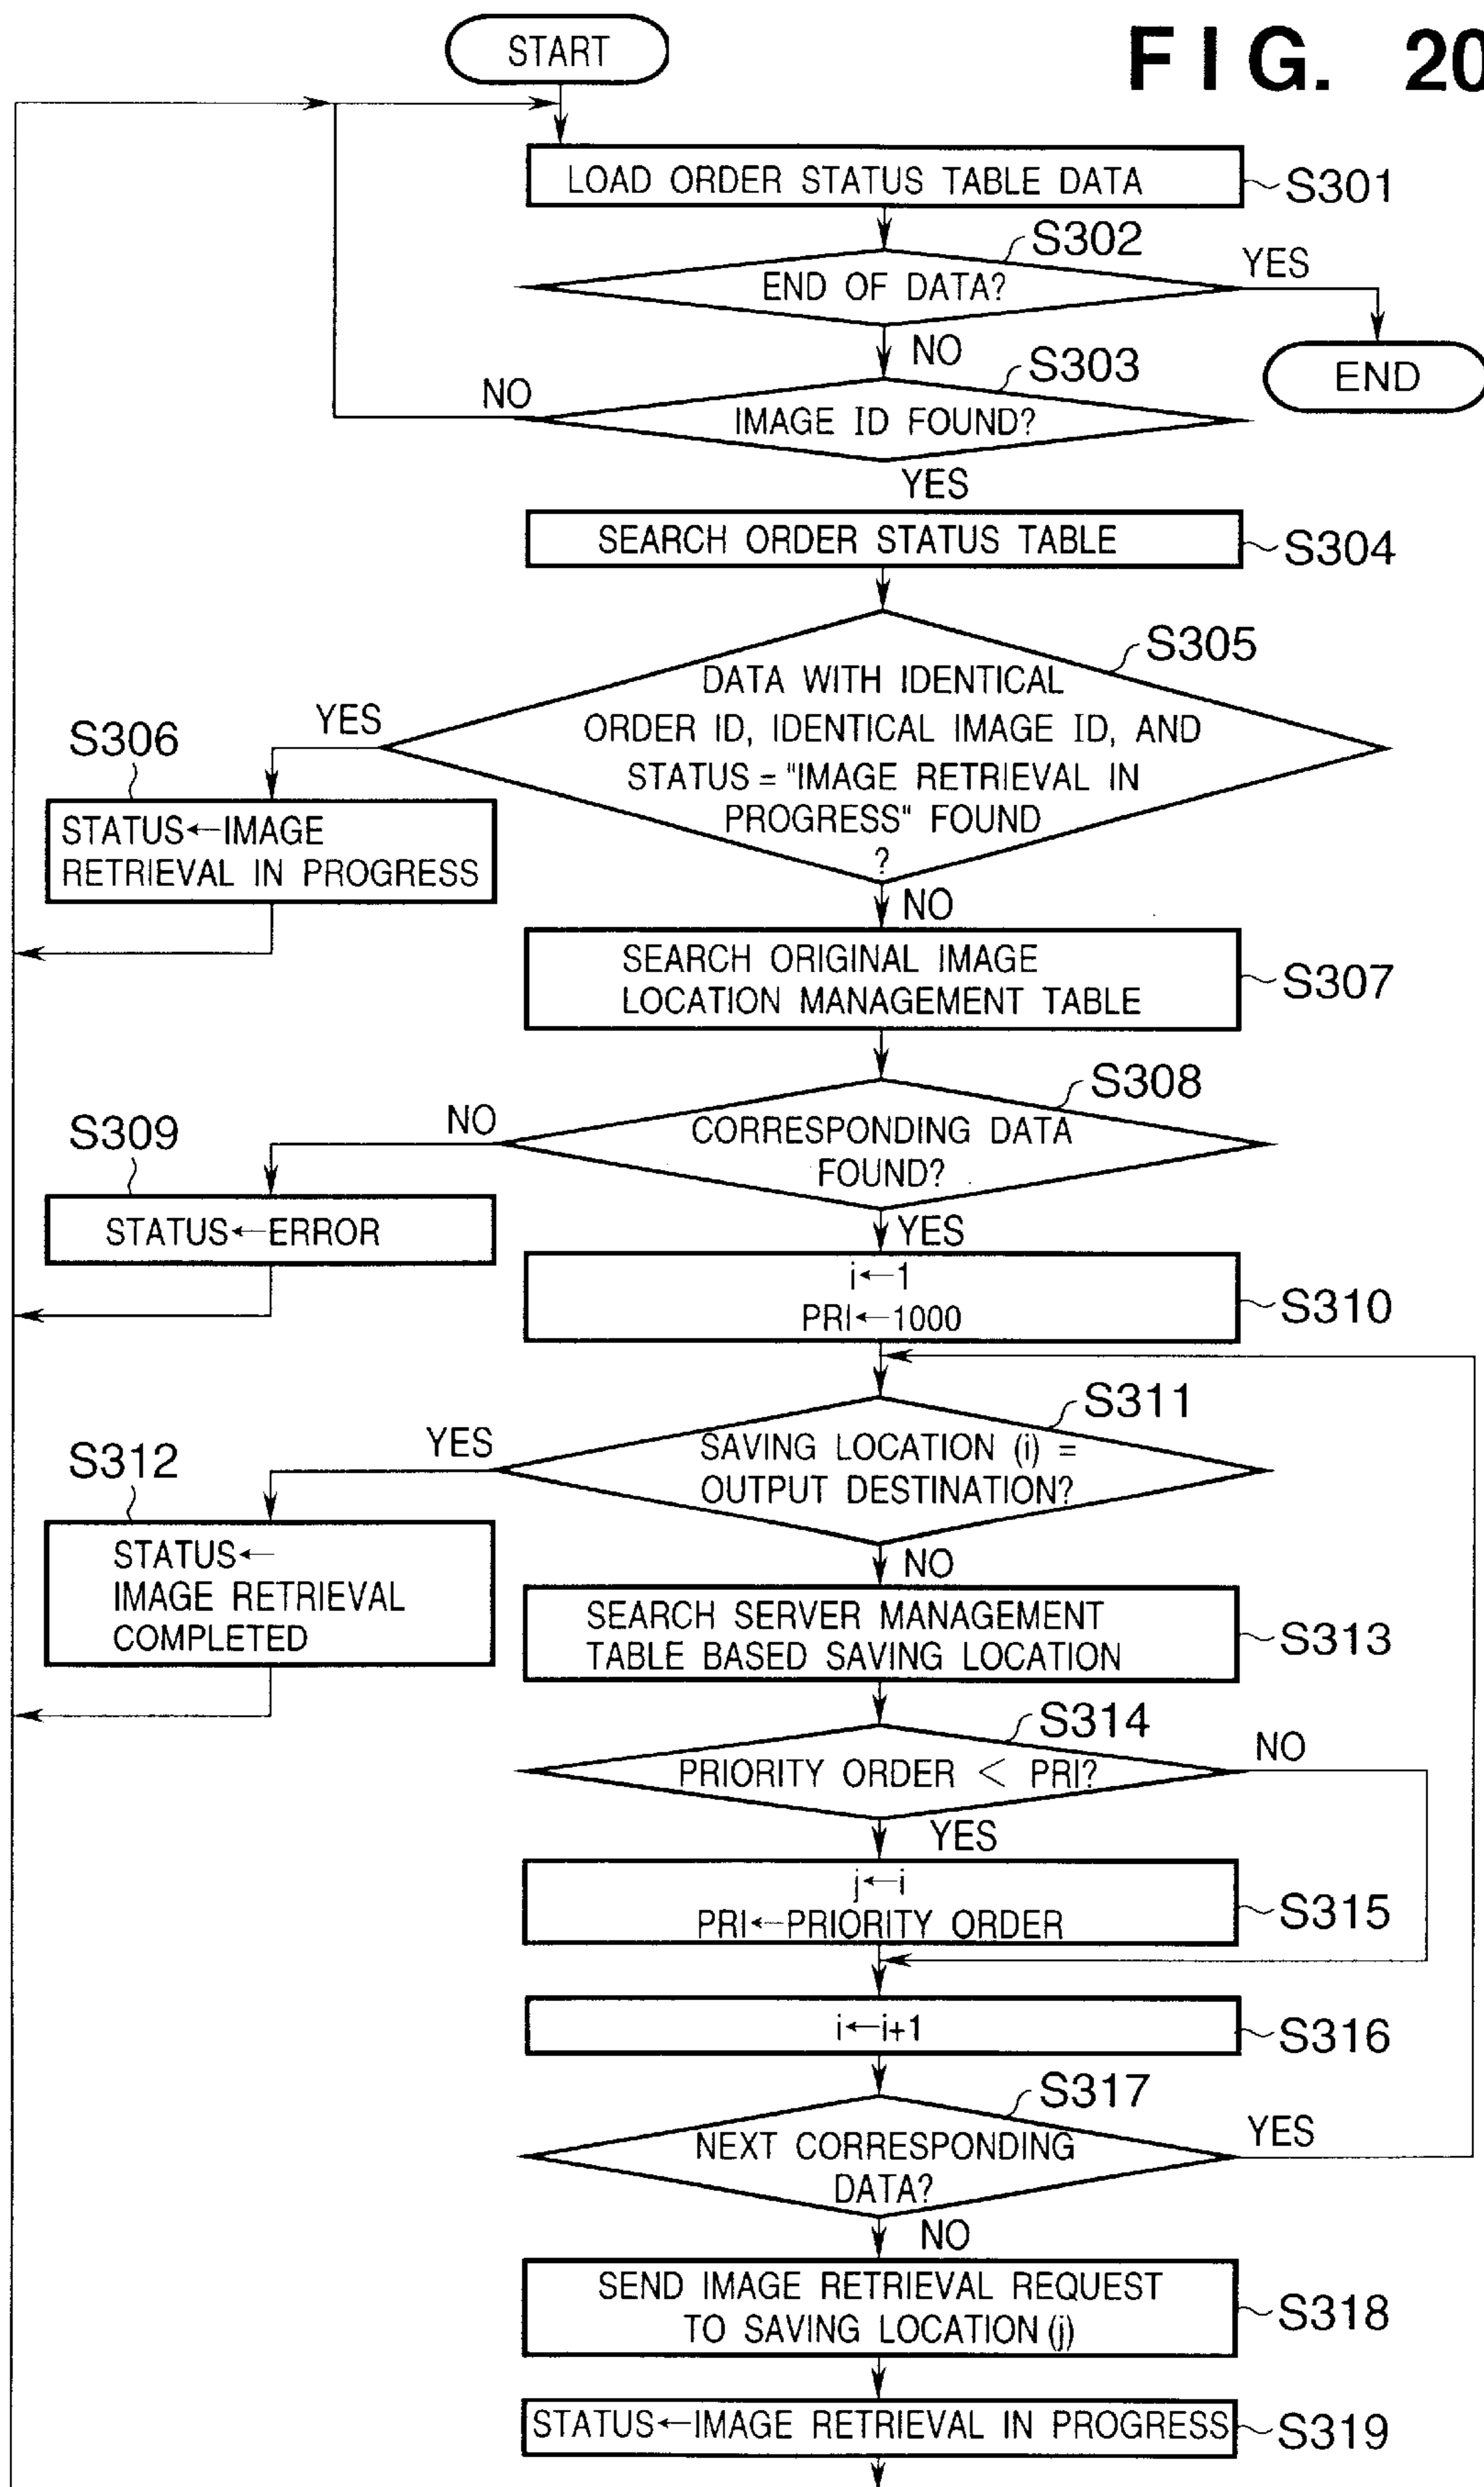 FIG. 20
START
LOAD ORDER STATUS TABLE DATA
S301
S302
END OF DATA?
YES
END
NO
S303
IMAGE ID FOUND?
NO
YES
SEARCH ORDER STATUS TABLE
S304
S305
DATA WITH IDENTICAL
ORDER ID, IDENTICAL IMAGE ID, AND
STATUS = "IMAGE RETRIEVAL IN
PROGRESS" FOUND
?
YES
S306
STATUS←IMAGE
RETRIEVAL IN PROGRESS
NO
SEARCH ORIGINAL IMAGE
LOCATION MANAGEMENT TABLE
S307
S308
CORRESPONDING DATA
FOUND?
NO
S309
STATUS←ERROR
YES
i←1
PRI←1000
S310
S311
SAVING LOCATION (i) =
OUTPUT DESTINATION?
YES
S312
STATUS←
IMAGE RETRIEVAL
COMPLETED
NO
SEARCH SERVER MANAGEMENT
TABLE BASED SAVING LOCATION
S313
S314
PRIORITY ORDER < PRI?
NO
YES
j←i
PRI←PRIORITY ORDER
S315
i←i+1
S316
S317
NEXT CORRESPONDING
DATA?
YES
NO
SEND IMAGE RETRIEVAL REQUEST
TO SAVING LOCATION (j)
S318
STATUS←IMAGE RETRIEVAL IN PROGRESS
S319